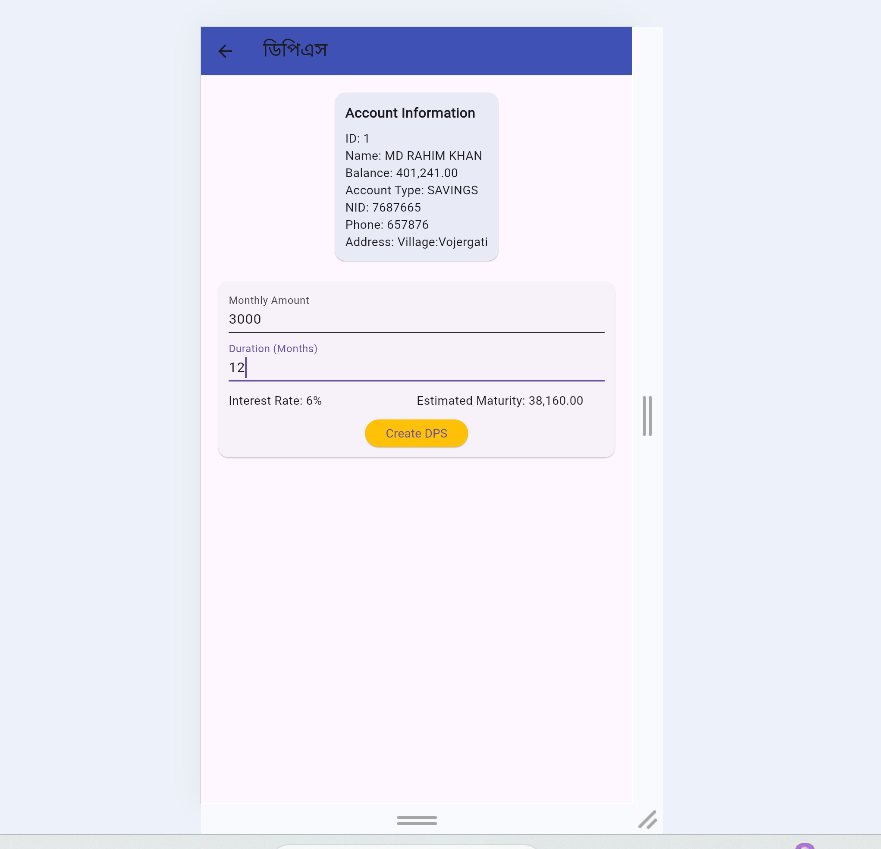 ডিপিএস
Account Information
ID: 1
Name: MD RAHIM KHAN
Balance: 401,241.00
Account Type: SAVINGS
NID: 7687665
Phone: 657876
Address: Village:Vojergati
Monthly Amount
3000
Duration (Months)
12
Interest Rate: 6% Estimated Maturity: 38,160.00
Create DPS